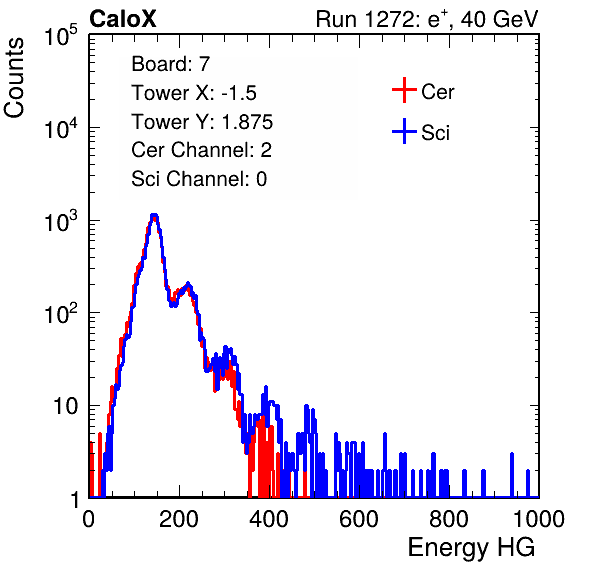 CaloX Run 1272: e⁺, 40 GeV
Counts
Board: 7
Tower X: -1.5
Tower Y: 1.875
Cer Channel: 2
Sci Channel: 0
Cer
Sci
10⁵
10⁴
10³
10²
10
1
0 200 400 600 800 1000
Energy HG